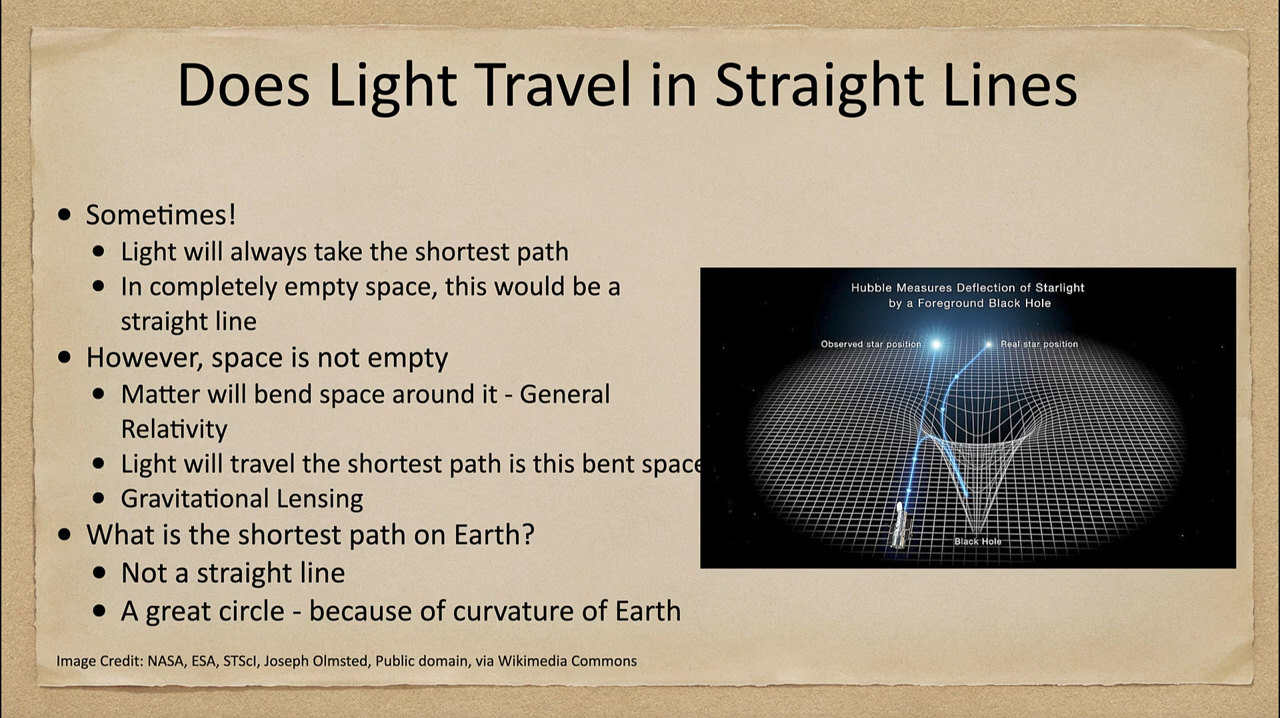 Does Light Travel in Straight Lines
• Sometimes!
• Light will always take the shortest path
• In completely empty space, this would be a
straight line
• However, space is not empty
• Matter will bend space around it - General
Relativity
• Light will travel the shortest path is this bent space
• Gravitational Lensing
• What is the shortest path on Earth?
• Not a straight line
• A great circle - because of curvature of Earth
Hubble Measures Deflection of Starlight
by a Foreground Black Hole
Observed star position
Real star position
Black Hole
Image Credit: NASA, ESA, STScI, Joseph Olmsted, Public domain, via Wikimedia Commons